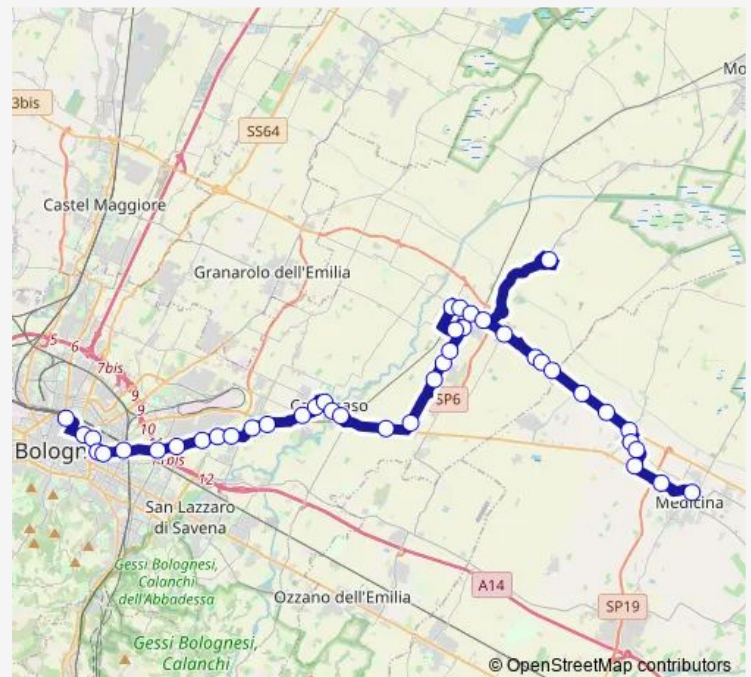 Mo
3bis
SS64
Castel Maggiore
Granarolo dell'Emilia
5
6
7bis
9
9
10
SP6
Bologn
12
San Lazzaro
di Savena
Medicina
Gessi Bolognesi,
Calanchi
dell'Abbadessa
A14
Ozzano dell'Emilia
SP19
Gessi Bolognesi,
Calanchi
© OpenStreetMap contributors